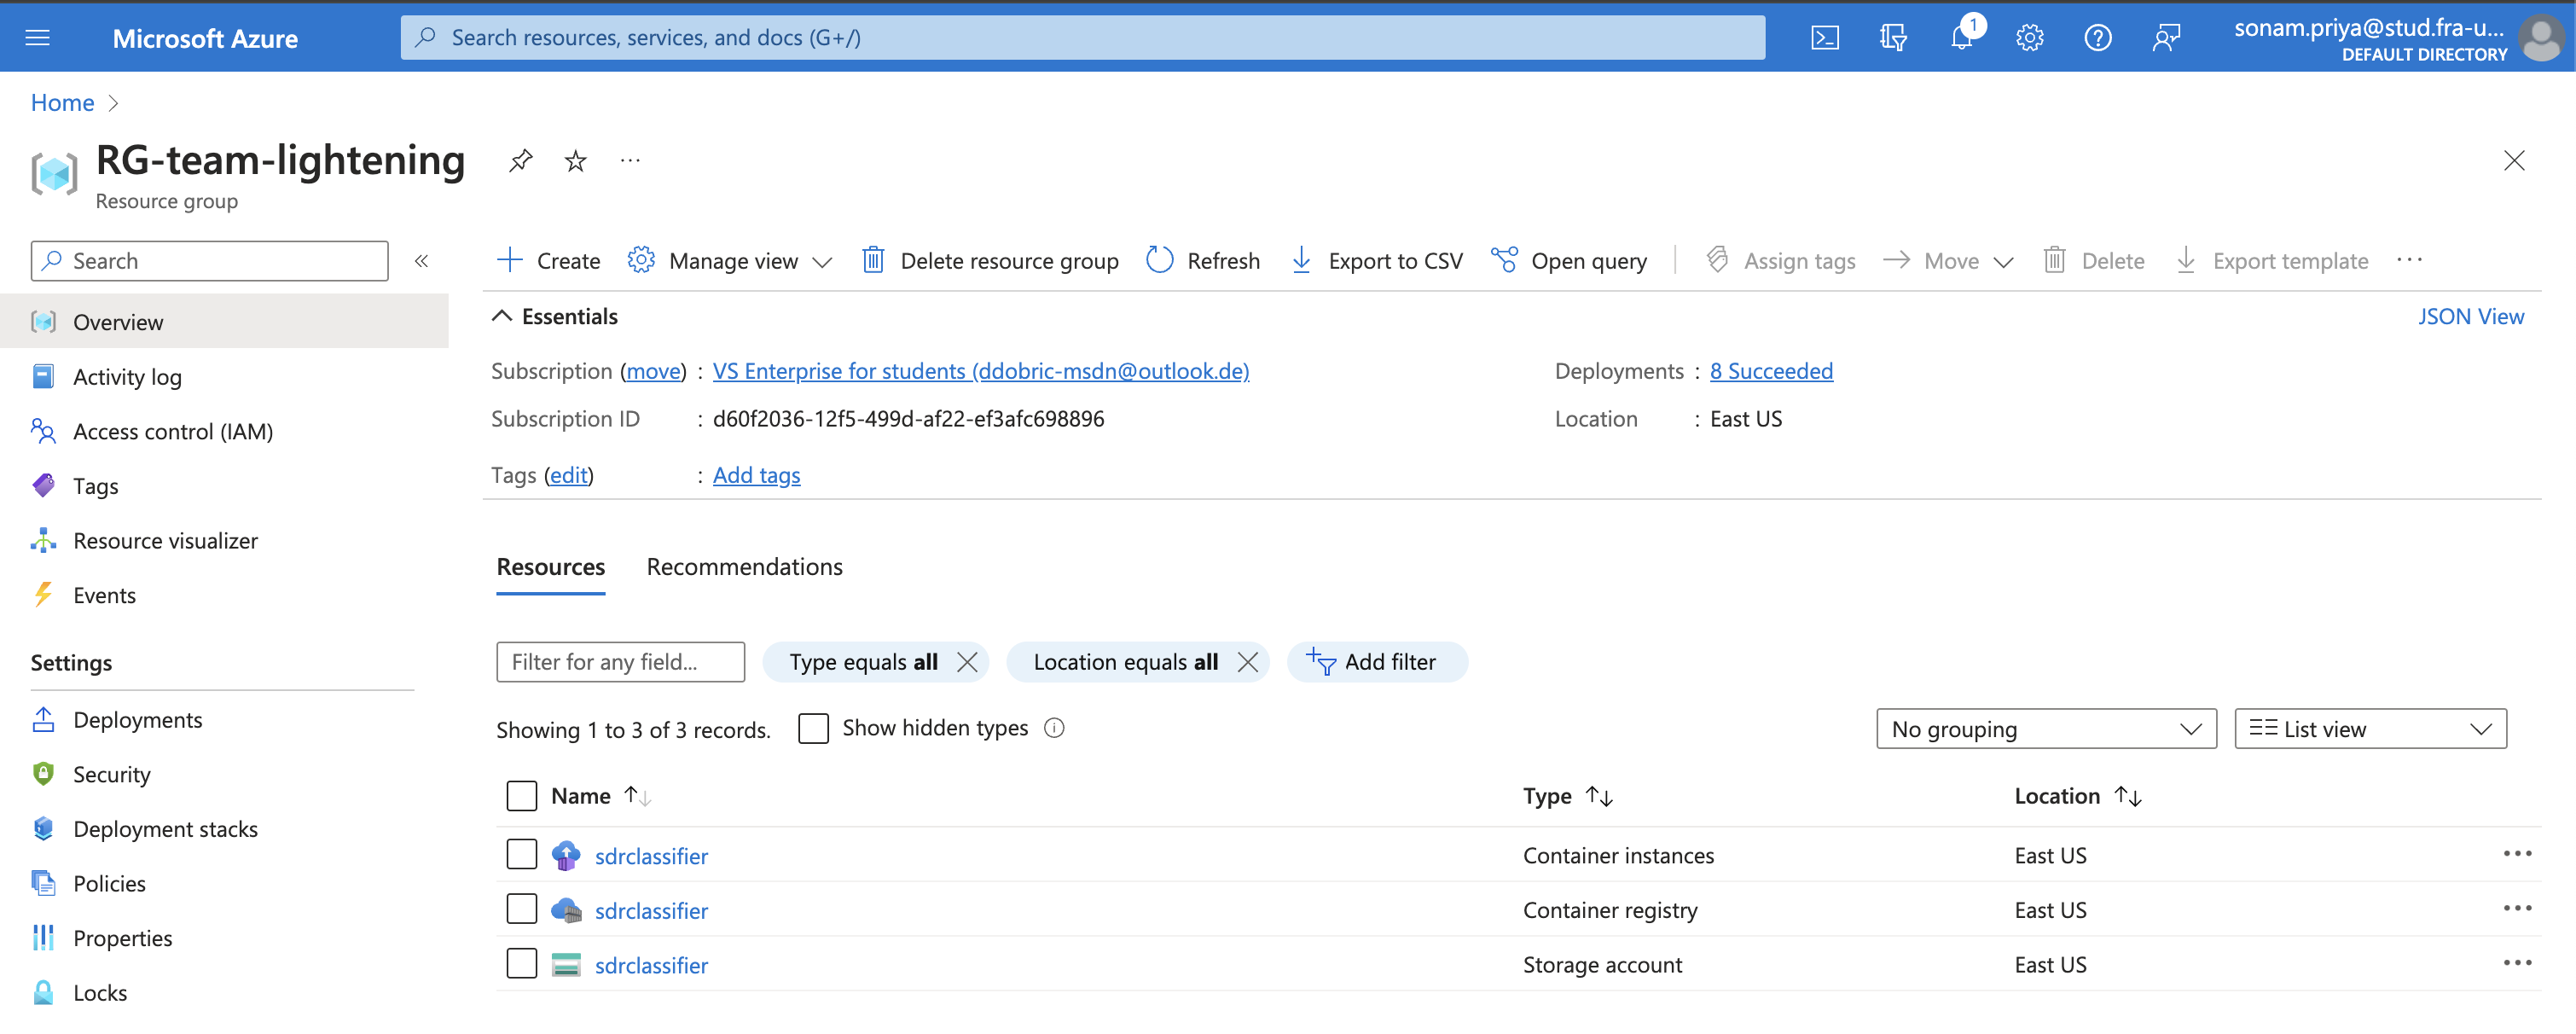 Microsoft Azure
Search resources, services, and docs (G+/)
1
sonam.priya@stud.fra-u...
DEFAULT DIRECTORY
Home
RG-team-lightening
Resource group
Search
Create
Manage view
Delete resource group
Refresh
Export to CSV
Open query
Assign tags
Move
Delete
Export template
Overview
Activity log
Access control (IAM)
Tags
Resource visualizer
Events
Settings
Deployments
Security
Deployment stacks
Policies
Properties
Locks
Essentials
JSON View
Subscription (move) : VS Enterprise for students (ddobric-msdn@outlook.de)
Deployments : 8 Succeeded
Subscription ID : d60f2036-12f5-499d-af22-ef3afc698896
Location : East US
Tags (edit) : Add tags
Resources Recommendations
Filter for any field...
Type equals all
Location equals all
Add filter
Showing 1 to 3 of 3 records.
Show hidden types
No grouping
List view
Name Type Location
sdrclassifier Container instances East US
sdrclassifier Container registry East US
sdrclassifier Storage account East US